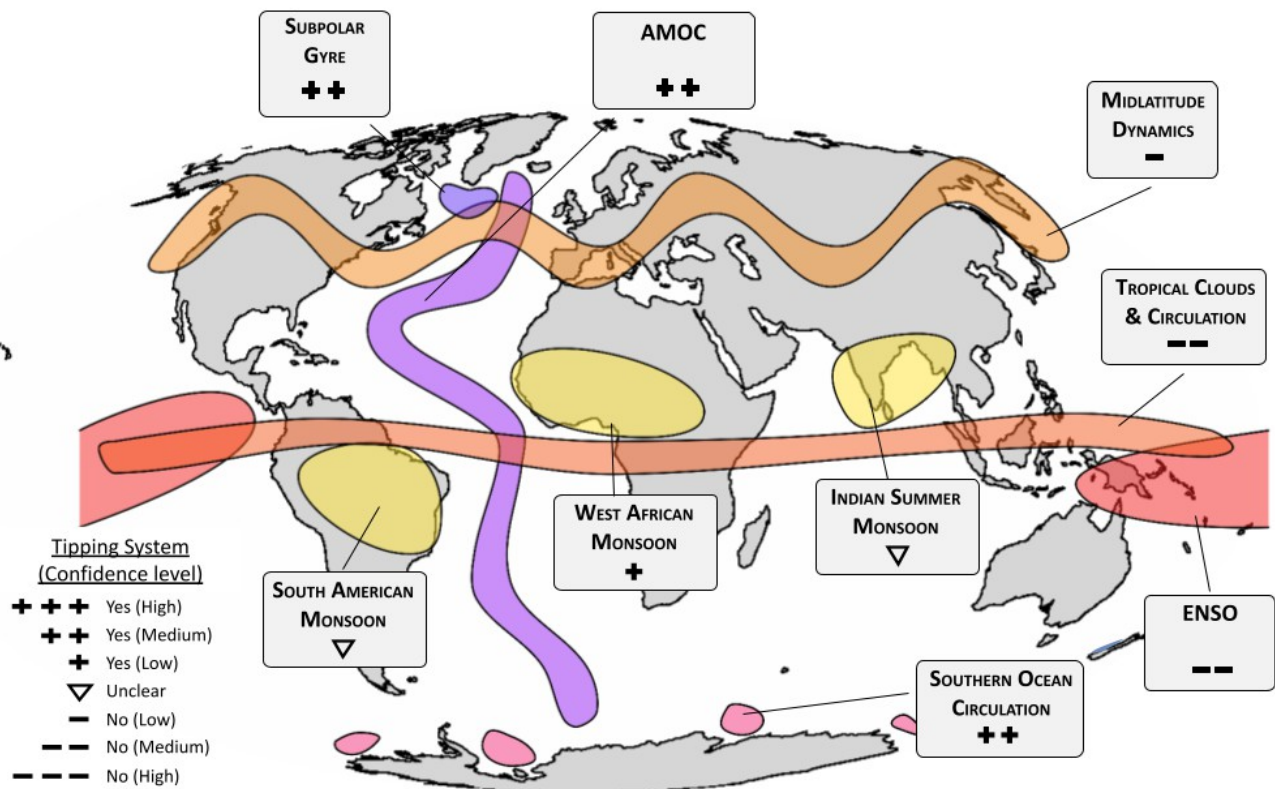 Subpolar
Gyre
++
AMOC
++
Midlatitude
Dynamics
–
Tropical Clouds
& Circulation
– –
West African
Monsoon
+
Indian Summer
Monsoon
▽
South American
Monsoon
▽
ENSO
– –
Southern Ocean
Circulation
++
Tipping System
(Confidence level)
+ + + Yes (High)
+ + Yes (Medium)
+ Yes (Low)
▽ Unclear
– No (Low)
– – No (Medium)
– – – No (High)